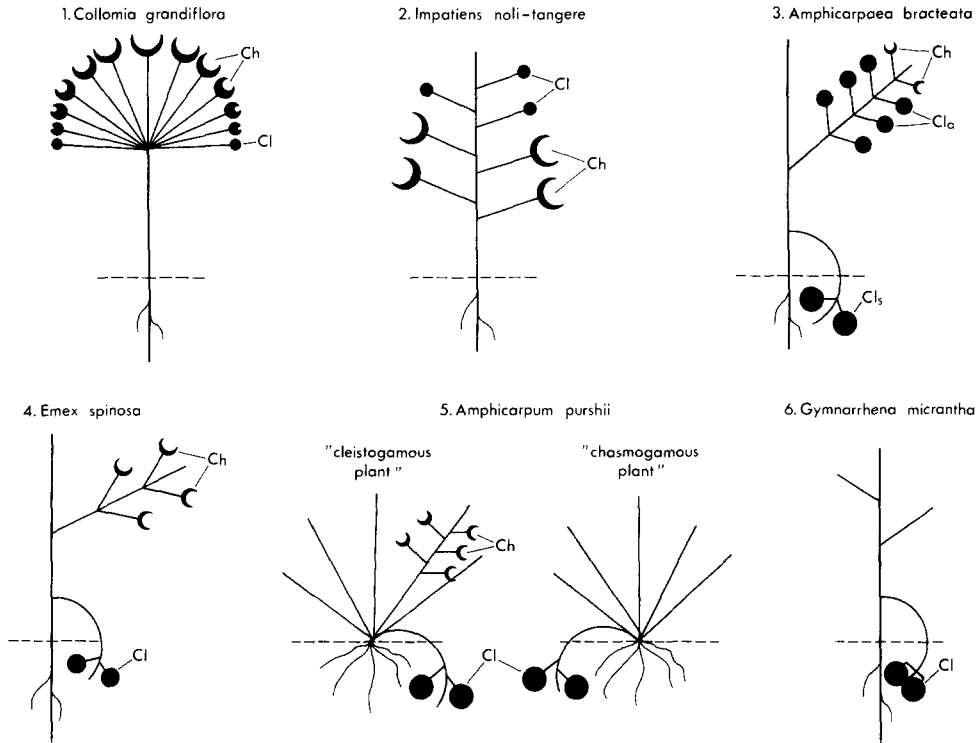 1. Collomia grandiflora
Ch
Cl
2. Impatiens noli-tangere
Cl
Ch
3. Amphicarpaea bracteata
Ch
Cla
Cls
4. Emex spinosa
Ch
Cl
5. Amphicarpum purshii
"cleistogamous
plant"
"chasmogamous
plant"
Ch
Cl
6. Gymnarrhena micrantha
Cl